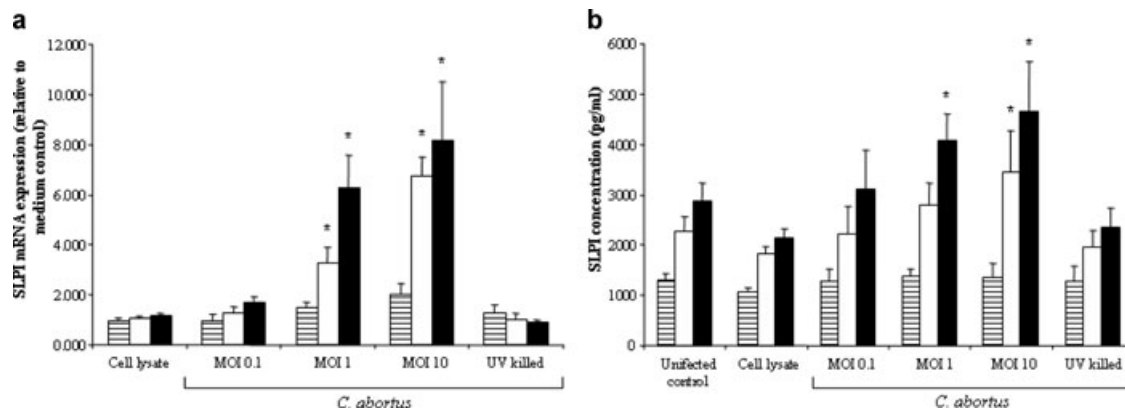 a
SLPI mRNA expression (relative to
medium control)
12.000
10.000
8.000
6.000
4.000
2.000
0.000
*
*
*
*
Cell lysate
MOI 0.1
MOI 1
MOI 10
UV killed
C. abortus
b
SLPI concentration (pg/ml)
6000
5000
4000
3000
2000
1000
0
*
*
*
Uninfected
control
Cell lysate
MOI 0.1
MOI 1
MOI 10
UV killed
C. abortus